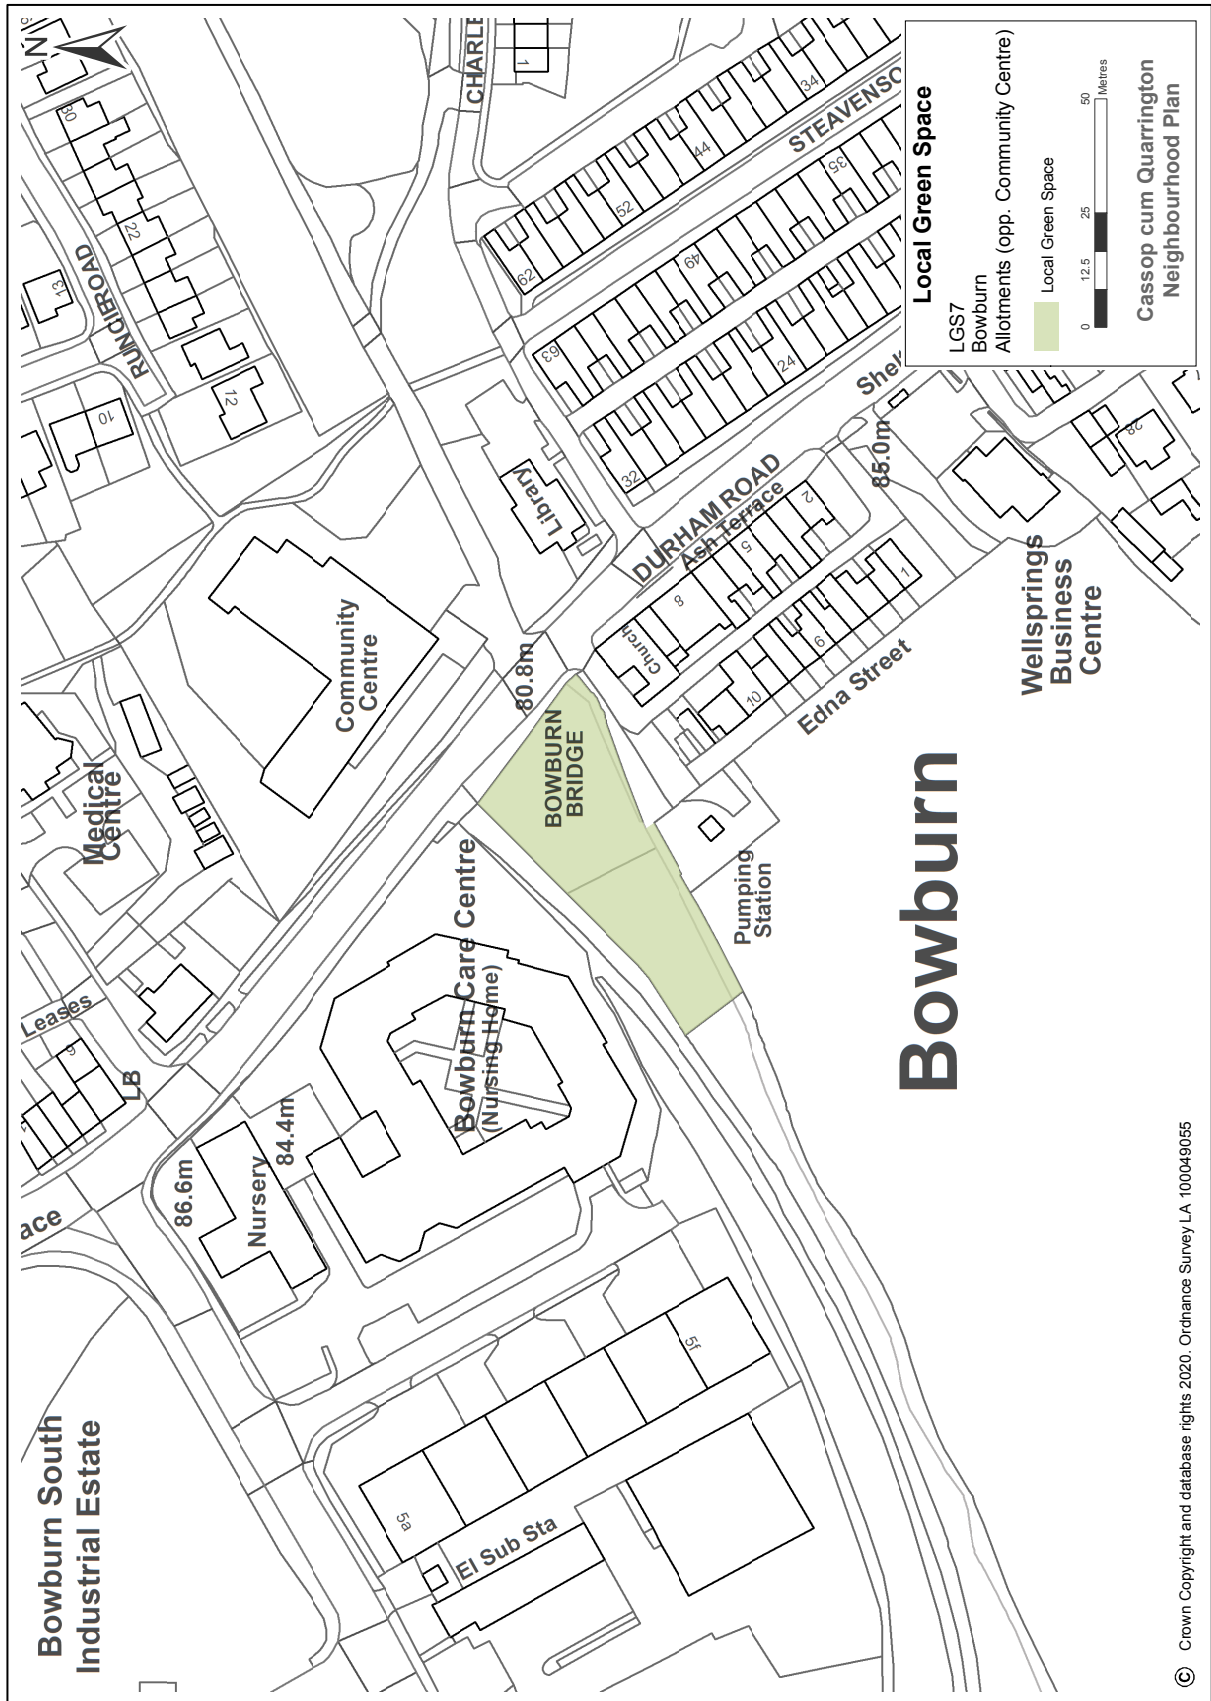 Bowburn South
Industrial Estate
ace
86.6m
Nursery
84.4m
LB
9
Leases
Medical
Centre
Community
Centre
Bowburn Care Centre
(Nursing Home)
5a
5f
El Sub Sta
BOWBURN
BRIDGE
80.8m
Pumping
Station
Bowburn
Library
Church
DURHAM ROAD
Ash Terrace
8
5
2
10
6
1
Edna Street
85.0m
Shel
Wellsprings
Business
Centre
28
RUNCIE ROAD
10
12
13
22
30
N
CHARLE
1
62
52
44
34
STEAVENSO
63
49
35
32
24
Local Green Space
LGS7
Bowburn
Allotments (opp. Community Centre)
Local Green Space
0 12.5 25 50
Metres
Cassop cum Quarrington
Neighbourhood Plan
© Crown Copyright and database rights 2020. Ordnance Survey LA 100049055